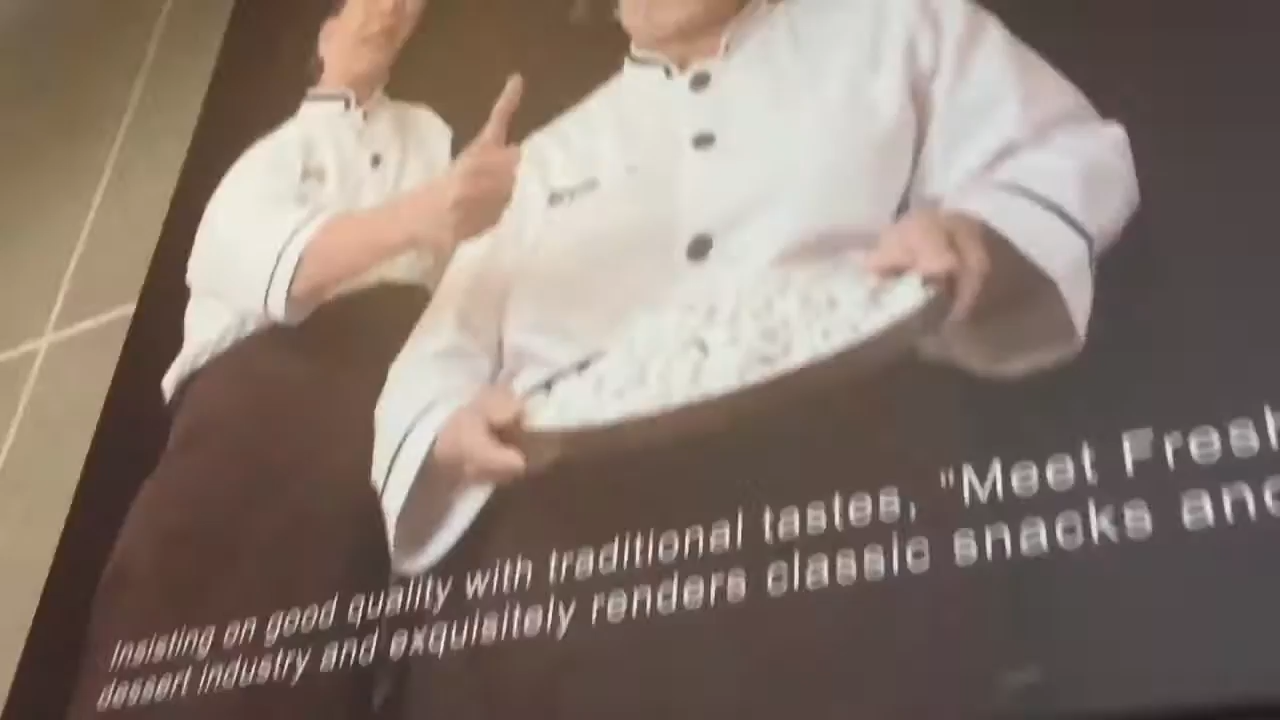 Insisting on good quality with traditional tastes, "Meet Fresh
dessert industry and exquisitely renders classic snacks and